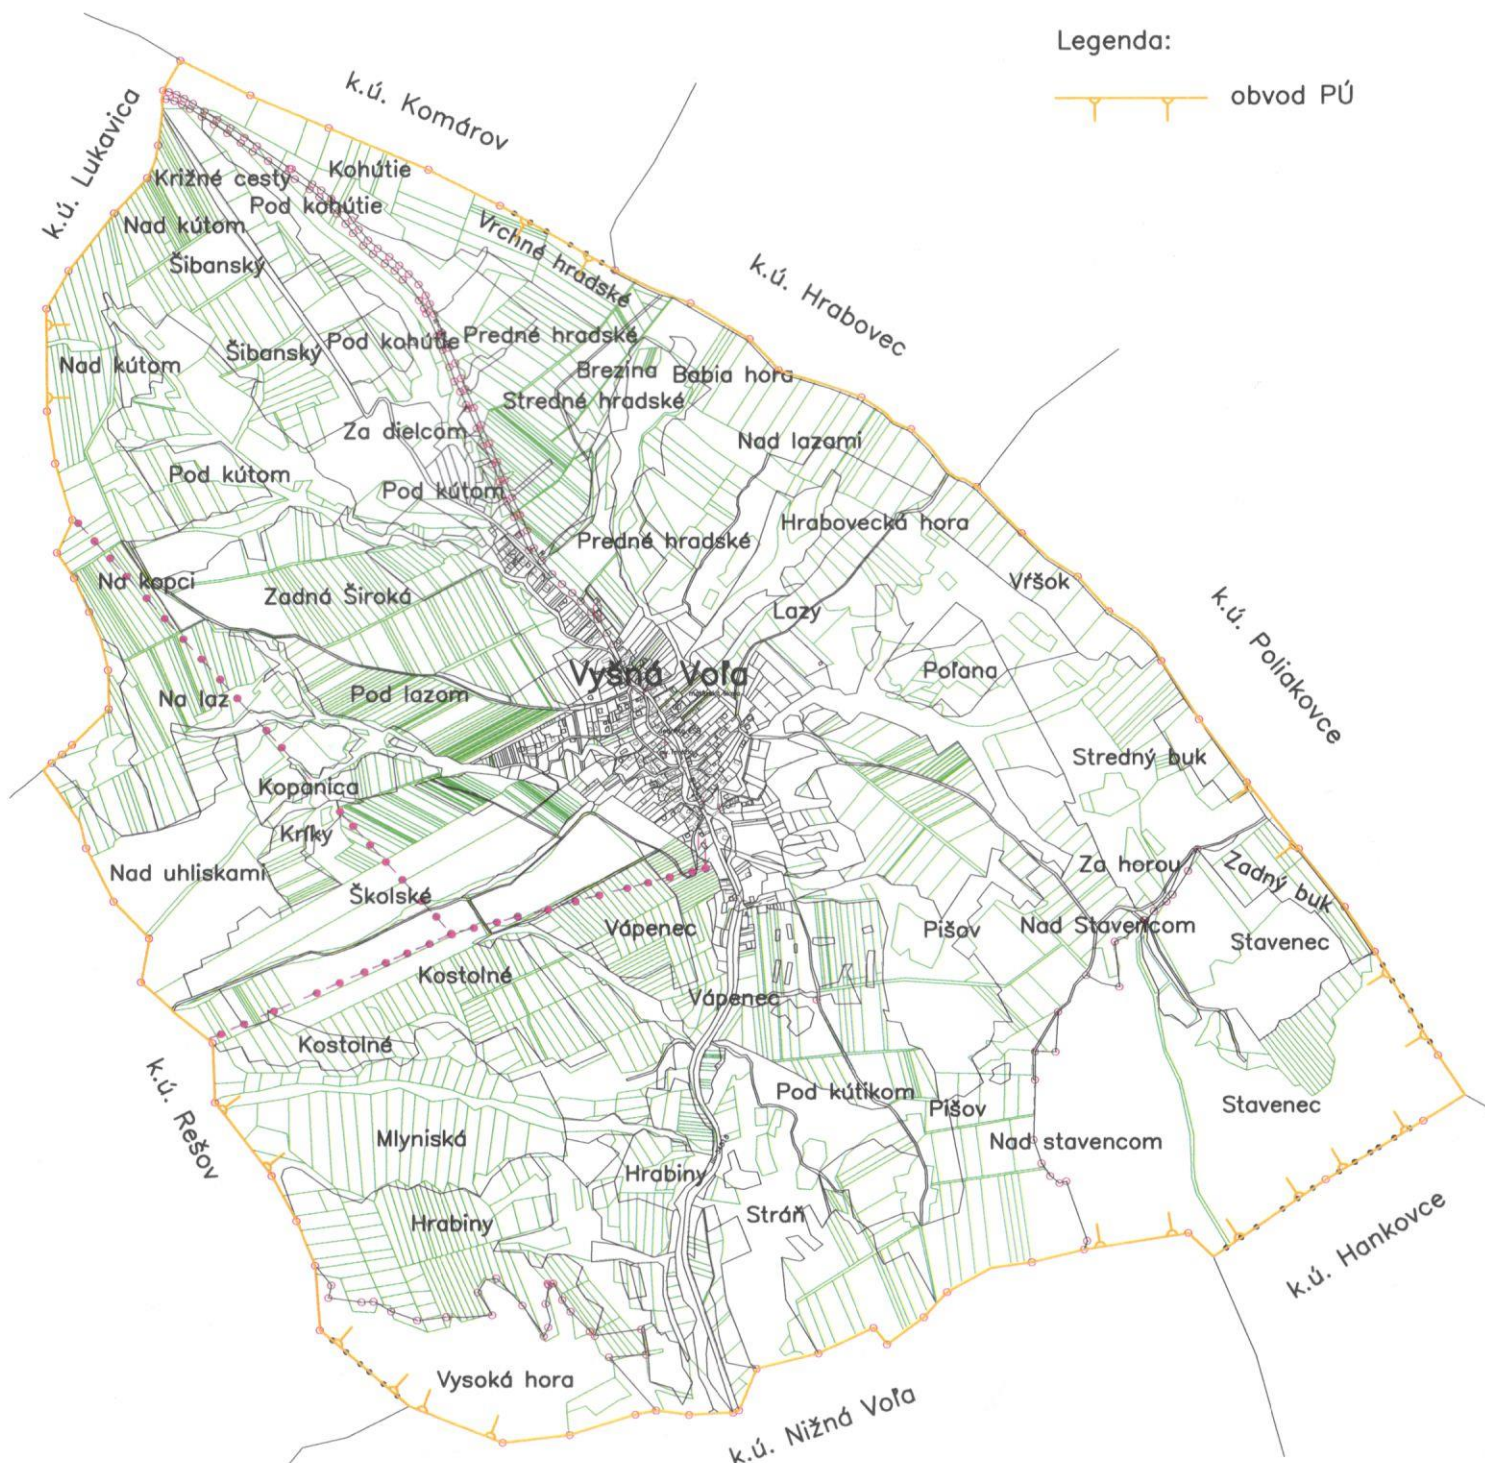 Legenda:
obvod PÚ
k.ú. Komárov
k.ú. Lukavica
Kohútie
Križné cesty
Pod kohútie
Nad kútom
Vrchné hradské
Šibanský
k.ú. Hrabovec
Pod kohútie
Predné hradské
Šibanský
Nad kútom
Brezina
Babia hora
Stredné hradské
Za dielcom
Nad lazami
Pod kútom
Pod kútom
Hrabovecká hora
Predné hradské
Na kopci
Vŕšok
Zadná Široká
Lazy
k.ú. Poliakovce
Vyšná Voľa
Poľana
Pod lazom
Na laz
Stredný buk
Kopanica
Kríky
Za horou
Nad uhliskami
Zadný buk
Školské
Vápenec
Pišov
Nad Stavencom
Stavenec
Kostolné
Vápenec
Kostolné
k.ú. Rešov
Pod kútikom
Pišov
Stavenec
Mlyniská
Nad stavencom
Hrabiny
Hrabiny
Stráň
k.ú. Hankovce
Vysoká hora
k.ú. Nižná Voľa